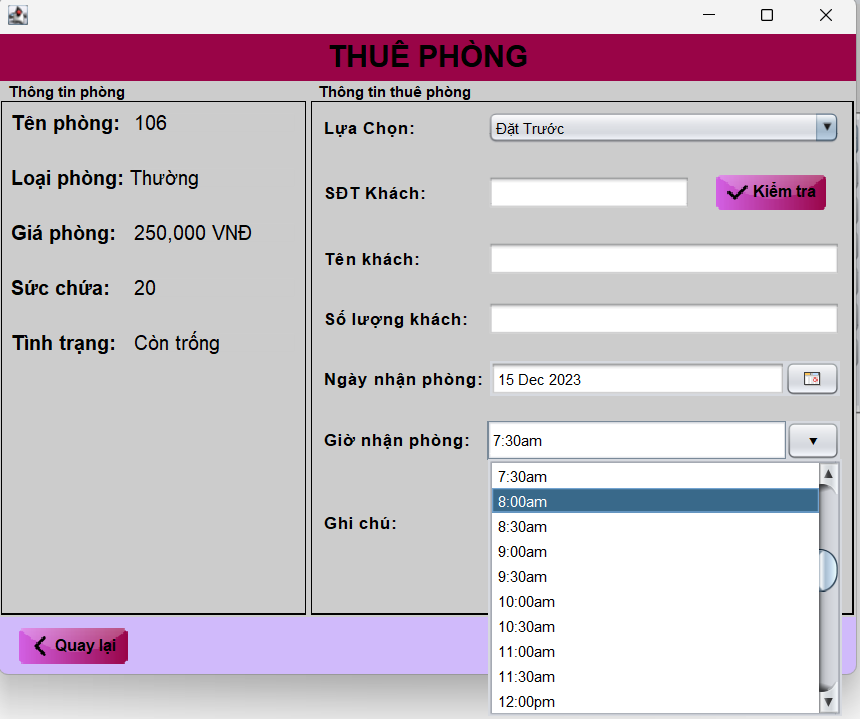 THUÊ PHÒNG
Thông tin phòng
Tên phòng: 106
Loại phòng: Thường
Giá phòng: 250,000 VNĐ
Sức chứa: 20
Tình trạng: Còn trống
Thông tin thuê phòng
Lựa Chọn: Đặt Trước
SĐT Khách: Kiểm tra
Tên khách:
Số lượng khách:
Ngày nhận phòng: 15 Dec 2023
Giờ nhận phòng: 7:30am
7:30am
8:00am
8:30am
9:00am
9:30am
10:00am
10:30am
11:00am
11:30am
12:00pm
Ghi chú:
Quay lại